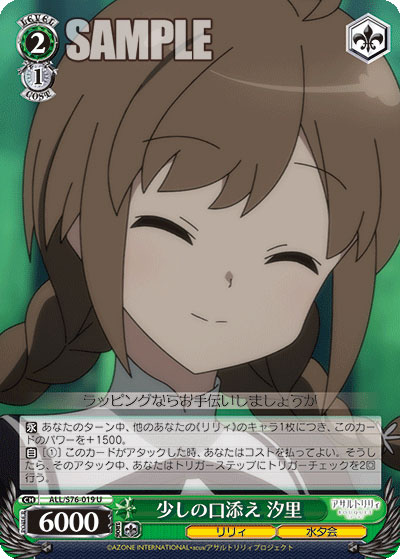 LEVEL
2
SAMPLE
1
COST
ラッピングならお手伝いしましょうか
永 あなたのターン中、他のあなたの《リリィ》のキャラ1枚につき、このカードのパワーを＋1500。
自 [①] このカードがアタックした時、あなたはコストを払ってよい。そうしたら、そのアタック中、あなたはトリガーステップにトリガーチェックを2回行う。
CH ALL/S76-019 U
6000 少しの口添え 汐里
アサルトリリィ
リリィ 水夕会
©AZONE INTERNATIONAL・acus/アサルトリリィプロジェクト